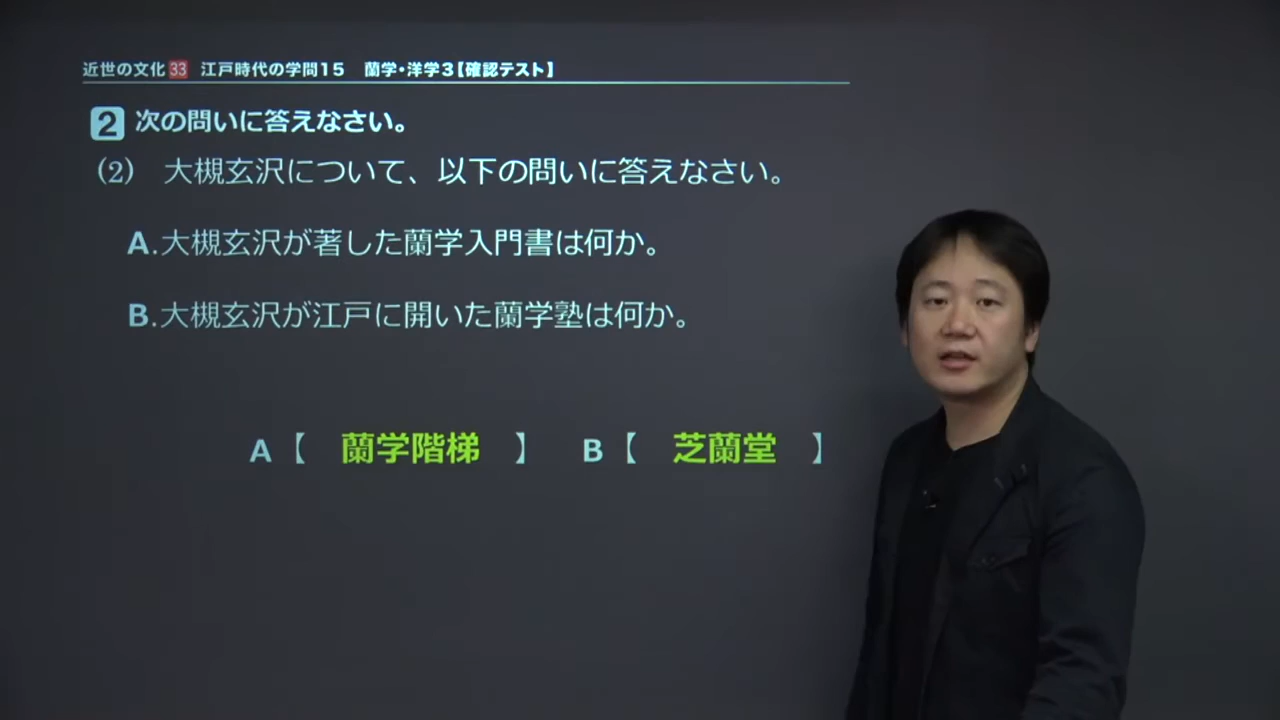 近世の文化33 江戸時代の学問15 蘭学・洋学3【確認テスト】
2 次の問いに答えなさい。
(2) 大槻玄沢について、以下の問いに答えなさい。
A.大槻玄沢が著した蘭学入門書は何か。
B.大槻玄沢が江戸に開いた蘭学塾は何か。
A【 蘭学階梯 】 B【 芝蘭堂 】